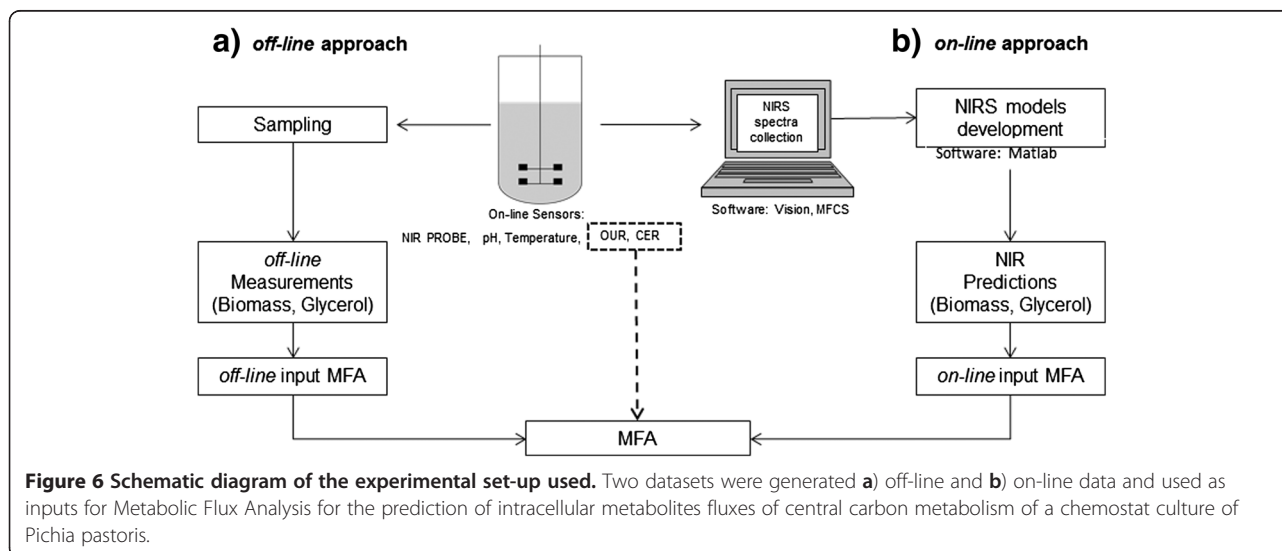 a) off-line approach
b) on-line approach
Sampling
NIRS
spectra
collection
NIRS models
development
Software: Matlab
On-line Sensors:
NIR PROBE, pH, Temperature, OUR, CER
Software: Vision, MFCS
off-line
Measurements
(Biomass, Glycerol)
NIR
Predictions
(Biomass, Glycerol)
off-line input MFA
on-line input MFA
MFA
Figure 6 Schematic diagram of the experimental set-up used. Two datasets were generated a) off-line and b) on-line data and used as
inputs for Metabolic Flux Analysis for the prediction of intracellular metabolites fluxes of central carbon metabolism of a chemostat culture of
Pichia pastoris.